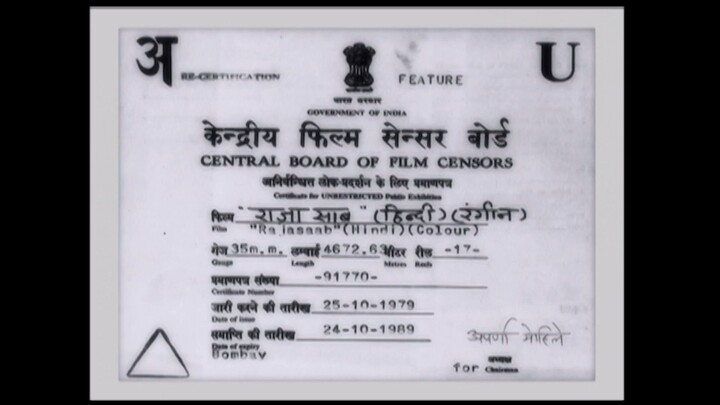 अ U
RE-CERTIFICATION FEATURE
भारत सरकार
GOVERNMENT OF INDIA
केन्द्रीय फिल्म सेन्सर बोर्ड
CENTRAL BOARD OF FILM CENSORS
अनिर्बन्धित लोक-प्रदर्शन के लिए प्रमाणपत्र
Certificate for UNRESTRICTED Public Exhibition
फिल्म "राजा साब" (हिन्दी)(रंगीन)
Film "Rajasaab"(Hindi)(Colour)
गेज 35m.m. लम्बाई 4672.63 मीटर रील -17-
Gauge Length Metres Reels
प्रमाणपत्र संख्या -91770-
Certificate Number
जारी करने की तारीख 25-10-1979
Date of issue
समाप्ति की तारीख 24-10-1989
Date of expiry
Bombay
अपर्णा मोहिले
अध्यक्ष
for Chairman